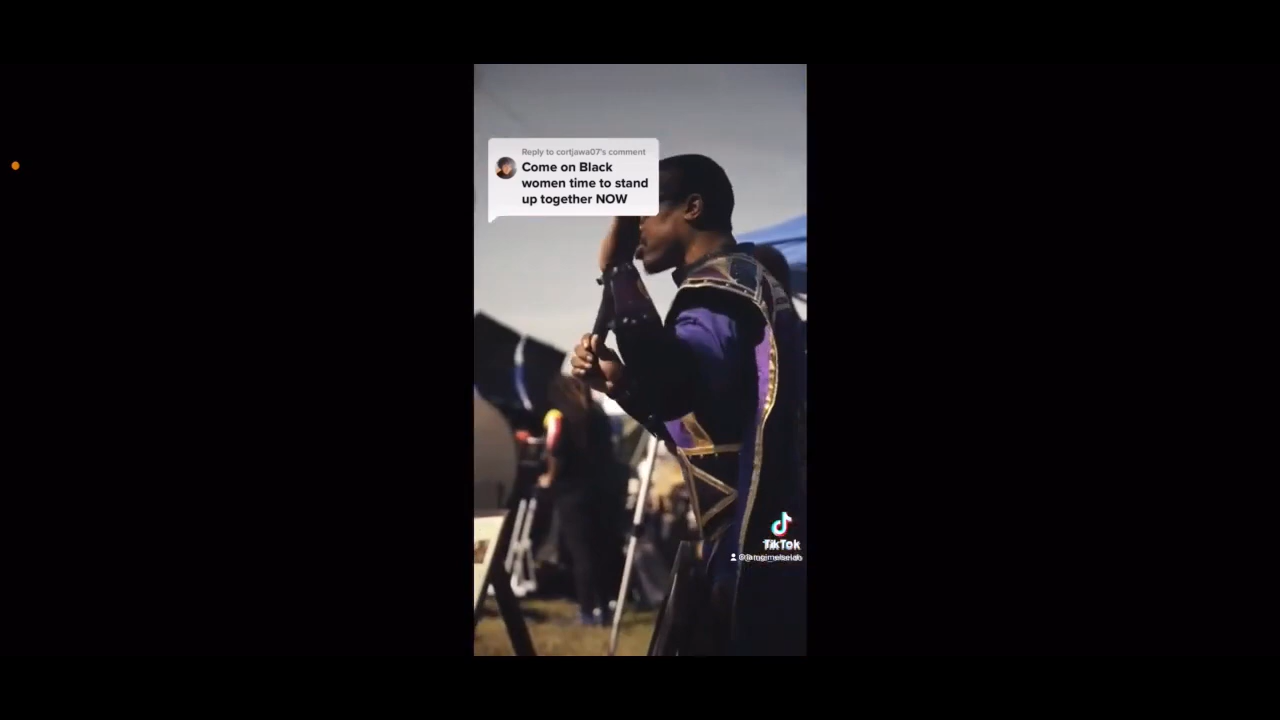 Reply to cortjawa07's comment
Come on Black
women time to stand
up together NOW
TikTok